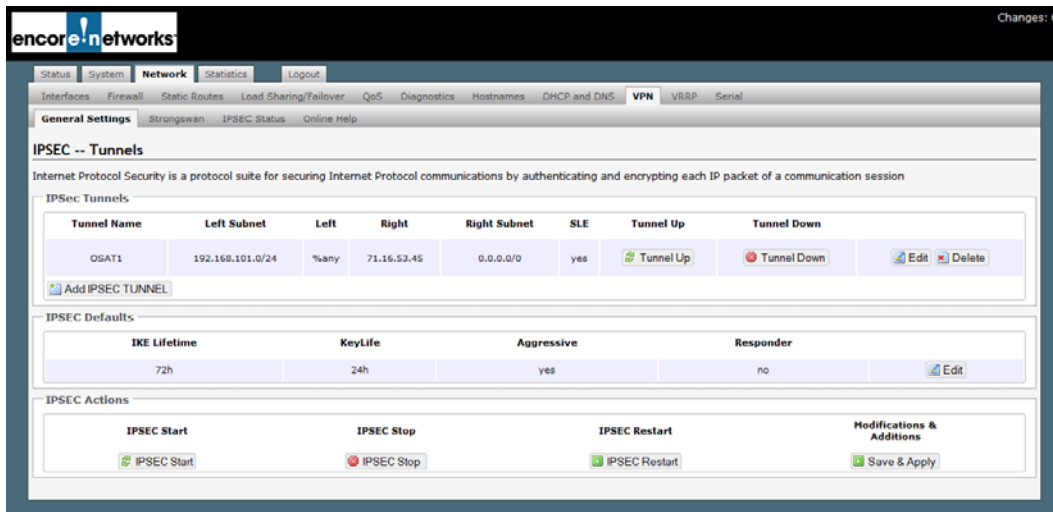 Changes:
encore!networks
Status System Network Statistics Logout
Interfaces Firewall Static Routes Load Sharing/Failover QoS Diagnostics Hostnames DHCP and DNS VPN VRRP Serial
General Settings Strongswan IPSEC Status Online Help
IPSEC -- Tunnels
Internet Protocol Security is a protocol suite for securing Internet Protocol communications by authenticating and encrypting each IP packet of a communication session
IPSec Tunnels
Tunnel Name Left Subnet Left Right Right Subnet SLE Tunnel Up Tunnel Down
OSAT1 192.168.101.0/24 %any 71.16.53.45 0.0.0.0/0 yes Tunnel Up Tunnel Down Edit Delete
Add IPSEC TUNNEL
IPSEC Defaults
IKE Lifetime KeyLife Aggressive Responder
72h 24h yes no Edit
IPSEC Actions
IPSEC Start IPSEC Stop IPSEC Restart Modifications &
Additions
IPSEC Start IPSEC Stop IPSEC Restart Save & Apply